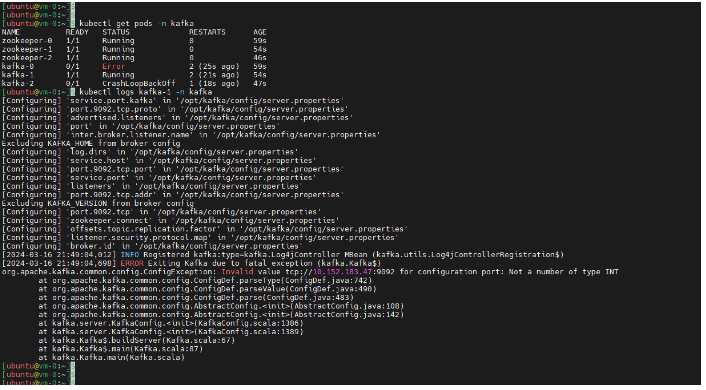 [ubuntu@vm-0:~]$
[ubuntu@vm-0:~]$
[ubuntu@vm-0:~]$ kubectl get pods -n kafka
NAME          READY   STATUS             RESTARTS      AGE
zookeeper-0   1/1     Running            0             59s
zookeeper-1   1/1     Running            0             54s
zookeeper-2   1/1     Running            0             46s
kafka-0       0/1     Error              2 (25s ago)   59s
kafka-1       1/1     Running            2 (21s ago)   54s
kafka-2       0/1     CrashLoopBackOff   1 (18s ago)   47s
[ubuntu@vm-0:~]$ kubectl logs kafka-1 -n kafka
[Configuring] 'service.port.kafka' in '/opt/kafka/config/server.properties'
[Configuring] 'port.9092.tcp.proto' in '/opt/kafka/config/server.properties'
[Configuring] 'advertised.listeners' in '/opt/kafka/config/server.properties'
[Configuring] 'port' in '/opt/kafka/config/server.properties'
[Configuring] 'inter.broker.listener.name' in '/opt/kafka/config/server.properties'
Excluding KAFKA_HOME from broker config
[Configuring] 'log.dirs' in '/opt/kafka/config/server.properties'
[Configuring] 'service.host' in '/opt/kafka/config/server.properties'
[Configuring] 'port.9092.tcp.port' in '/opt/kafka/config/server.properties'
[Configuring] 'service.port' in '/opt/kafka/config/server.properties'
[Configuring] 'listeners' in '/opt/kafka/config/server.properties'
[Configuring] 'port.9092.tcp.addr' in '/opt/kafka/config/server.properties'
Excluding KAFKA_VERSION from broker config
[Configuring] 'port.9092.tcp' in '/opt/kafka/config/server.properties'
[Configuring] 'zookeeper.connect' in '/opt/kafka/config/server.properties'
[Configuring] 'offsets.topic.replication.factor' in '/opt/kafka/config/server.properties'
[Configuring] 'listener.security.protocol.map' in '/opt/kafka/config/server.properties'
[Configuring] 'broker.id' in '/opt/kafka/config/server.properties'
[2024-03-16 21:49:04,012] INFO Registered kafka:type=kafka.Log4jController MBean (kafka.utils.Log4jControllerRegistration$)
[2024-03-16 21:49:04,698] ERROR Exiting Kafka due to fatal exception (kafka.Kafka$)
org.apache.kafka.common.config.ConfigException: Invalid value tcp://10.152.183.47:9092 for configuration port: Not a number of type INT
        at org.apache.kafka.common.config.ConfigDef.parseType(ConfigDef.java:742)
        at org.apache.kafka.common.config.ConfigDef.parseValue(ConfigDef.java:490)
        at org.apache.kafka.common.config.ConfigDef.parse(ConfigDef.java:483)
        at org.apache.kafka.common.config.AbstractConfig.<init>(AbstractConfig.java:108)
        at org.apache.kafka.common.config.AbstractConfig.<init>(AbstractConfig.java:142)
        at kafka.server.KafkaConfig.<init>(KafkaConfig.scala:1386)
        at kafka.server.KafkaConfig.<init>(KafkaConfig.scala:1389)
        at kafka.Kafka$.buildServer(Kafka.scala:67)
        at kafka.Kafka$.main(Kafka.scala:87)
        at kafka.Kafka.main(Kafka.scala)
[ubuntu@vm-0:~]$
[ubuntu@vm-0:~]$